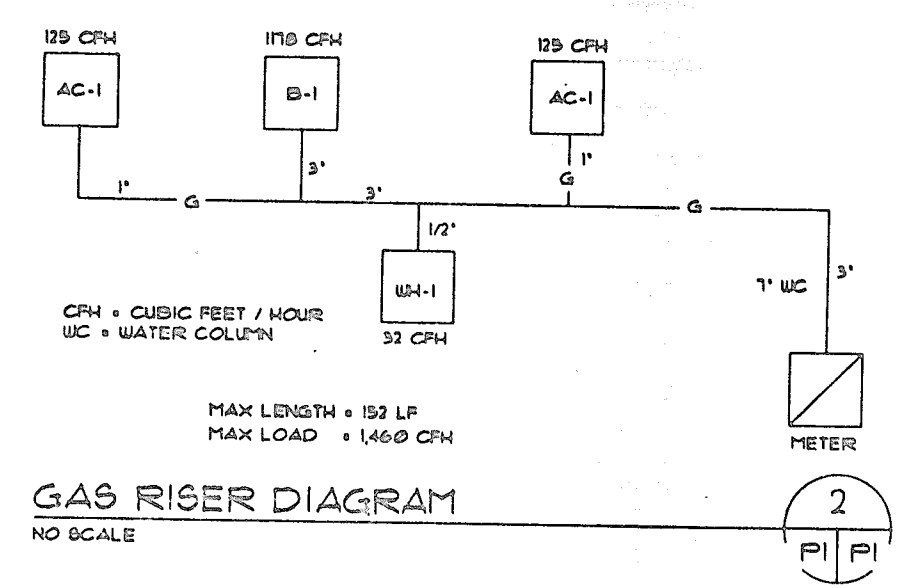 125 CFH
1178 CFH
125 CFH
AC-1
B-1
AC-1
1"
G
3"
3"
1"
G
G
1/2"
WH-1
32 CFH
7" WC
3"
CFH = CUBIC FEET / HOUR
WC = WATER COLUMN
MAX LENGTH = 152 LF
MAX LOAD = 1,460 CFH
METER
GAS RISER DIAGRAM
NO SCALE
2
P1 P1